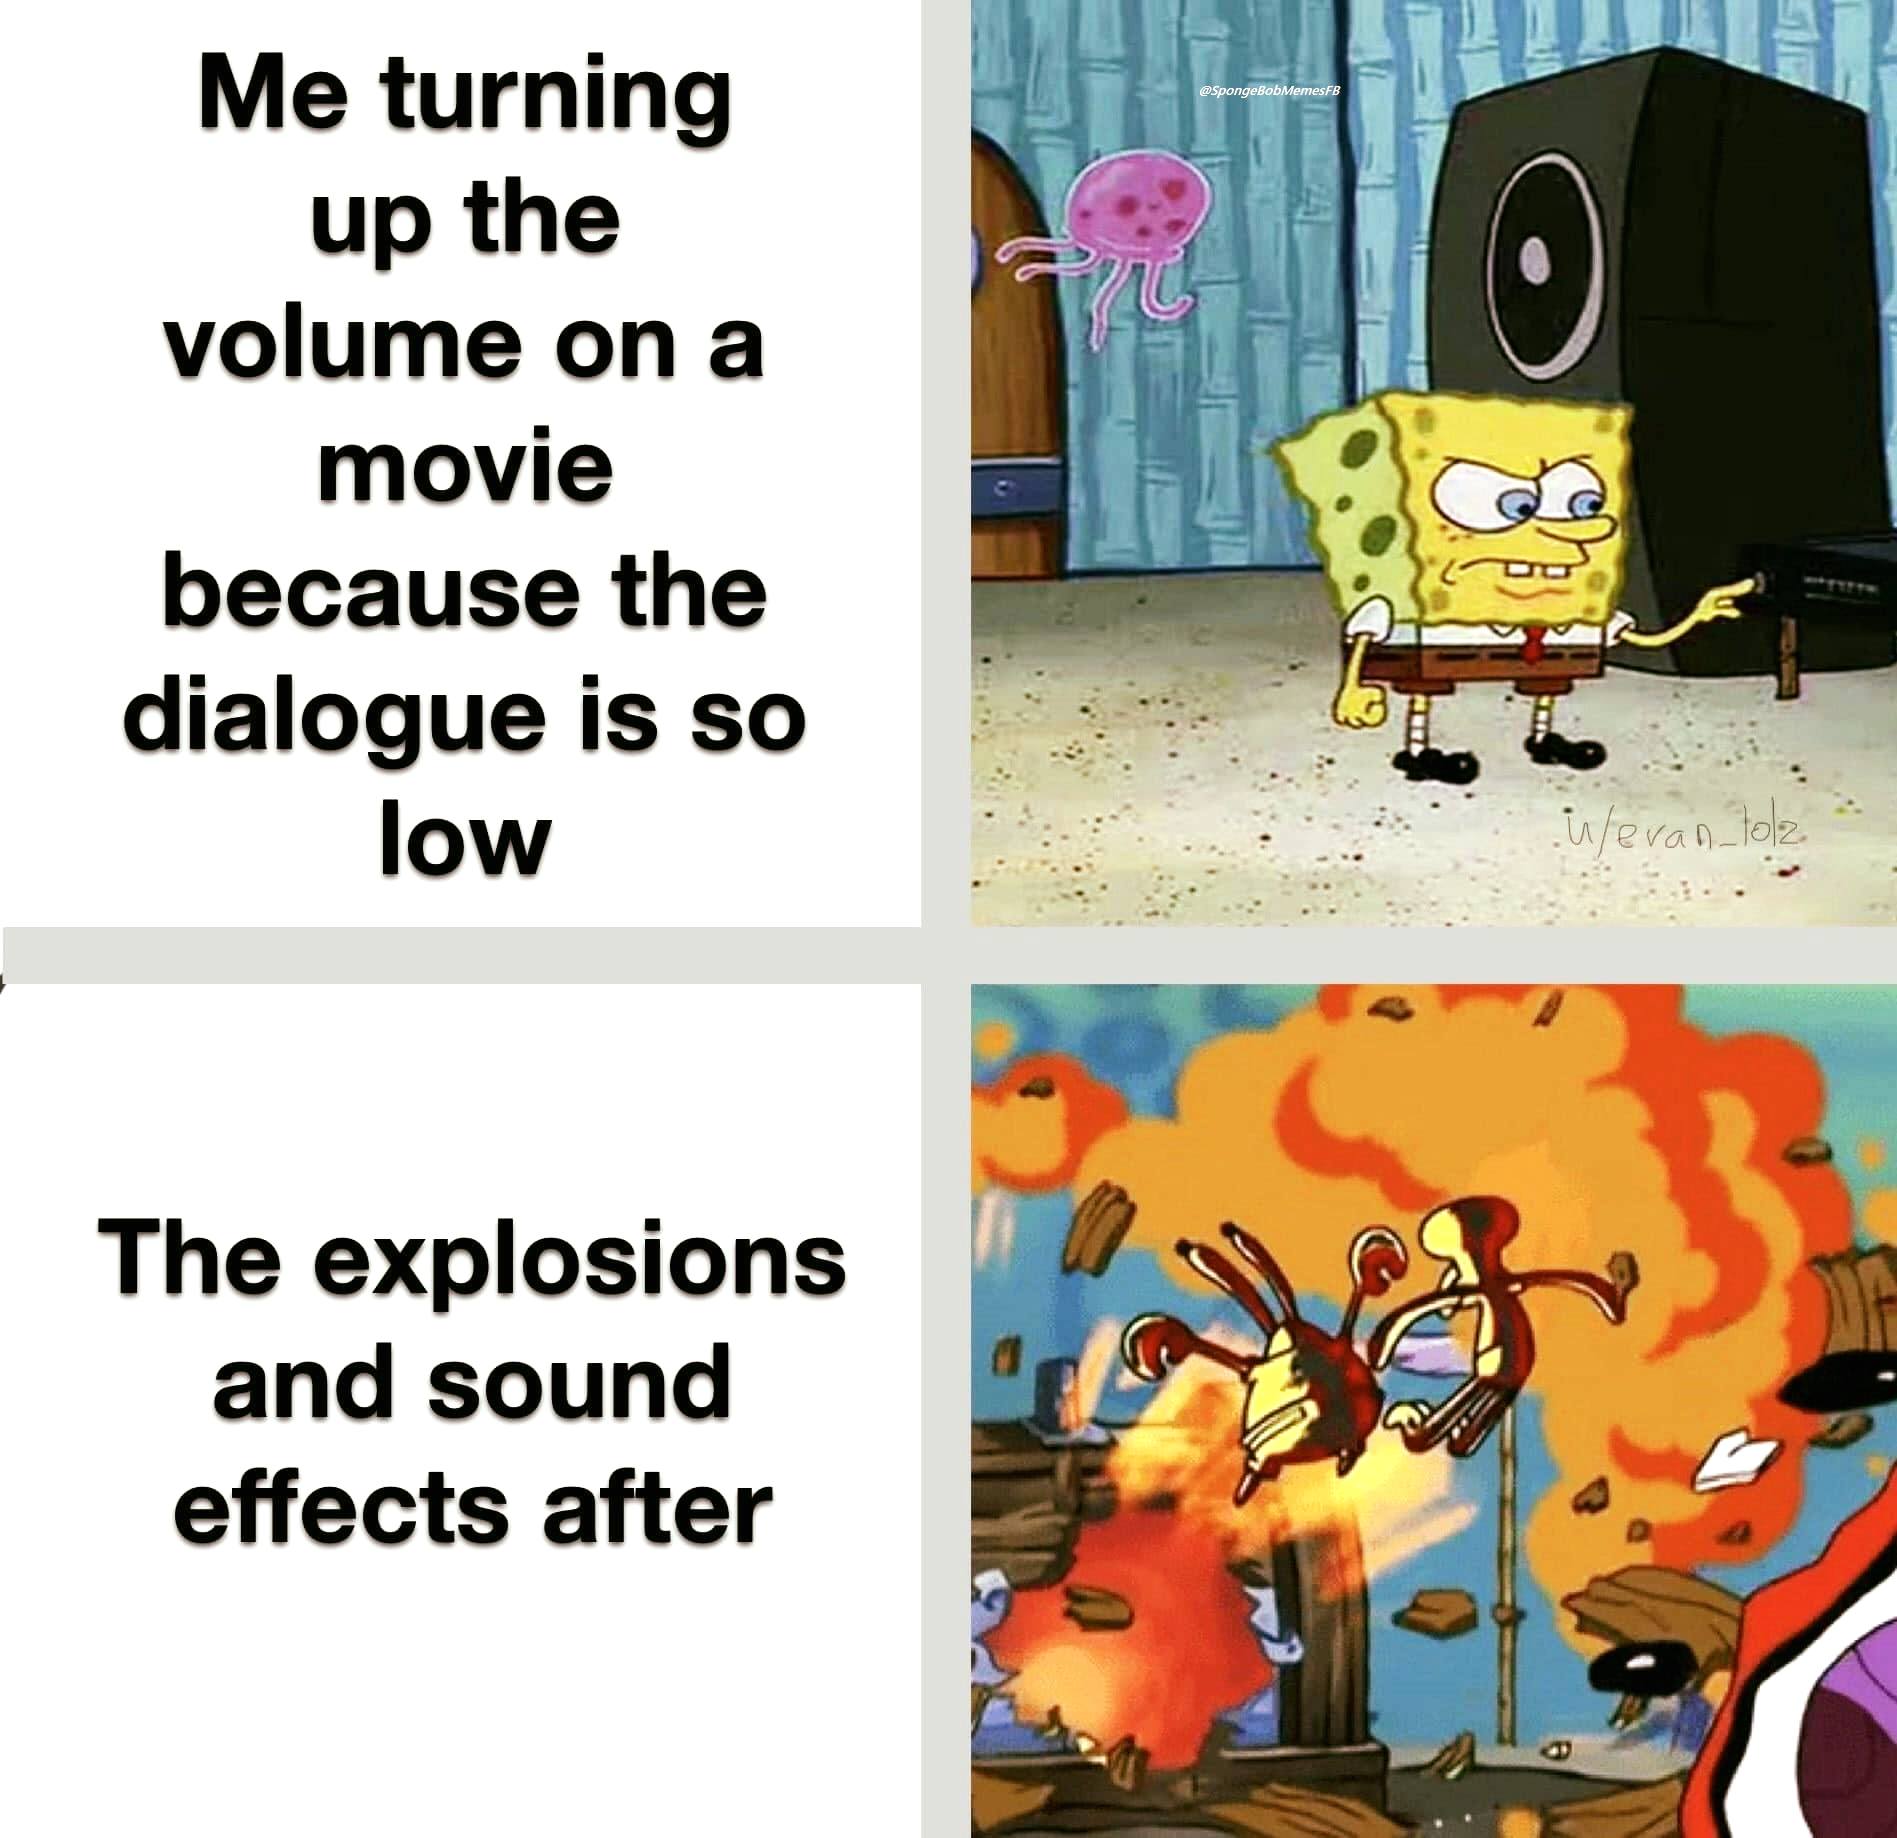 Me turning
up the
volume on a
movie
because the
dialogue is so
low
@SpongeBobMemesFB
u/evan_lolz
The explosions
and sound
effects after